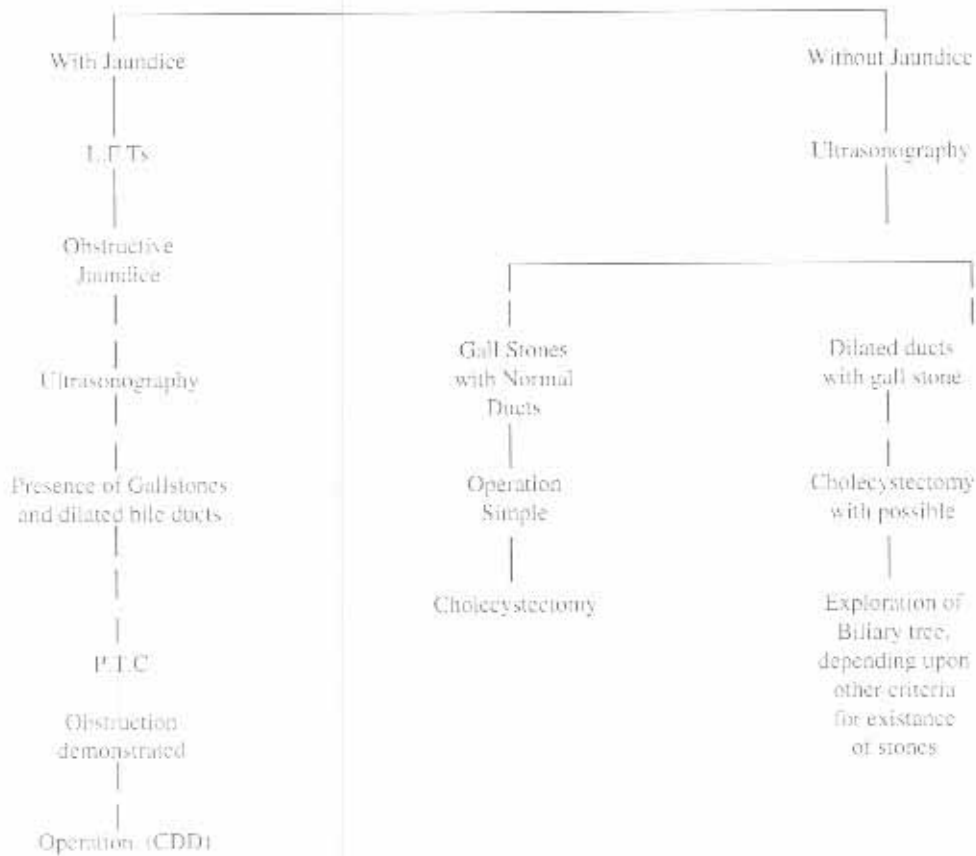 With Jaundice
L.F.Ts
Obstructive
Jaundice
Ultrasonography
Presence of Gallstones
and dilated bile ducts
P.T.C
Obstruction
demonstrated
Operation (CDD)
Without Jaundice
Ultrasonography
Gall Stones
with Normal
Ducts
Operation
Simple
Cholecystectomy
Dilated ducts
with gall stone
Cholecystectomy
with possible
Exploration of
Biliary tree,
depending upon
other criteria
for existance
of stones